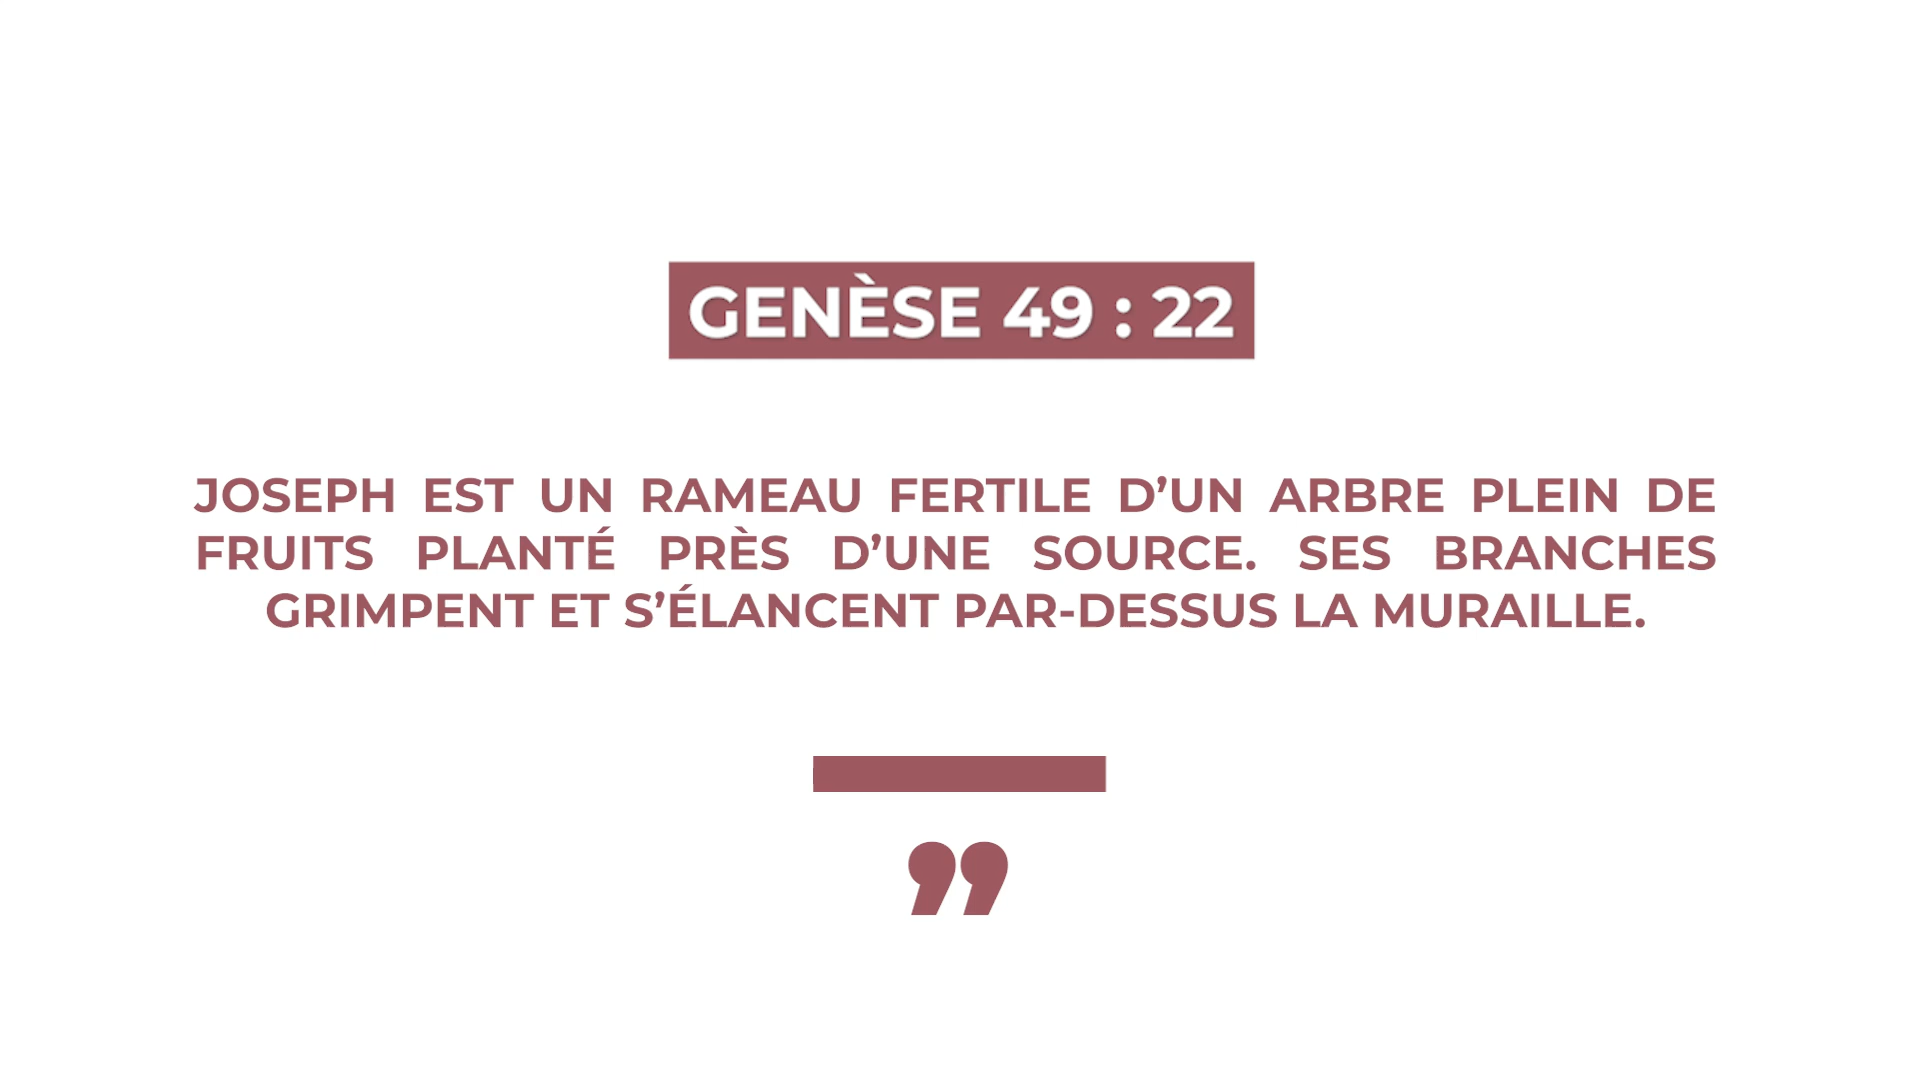 GENÈSE 49 : 22
JOSEPH EST UN RAMEAU FERTILE D’UN ARBRE PLEIN DE
FRUITS PLANTÉ PRÈS D’UNE SOURCE. SES BRANCHES
GRIMPENT ET S’ÉLANCENT PAR-DESSUS LA MURAILLE.
”